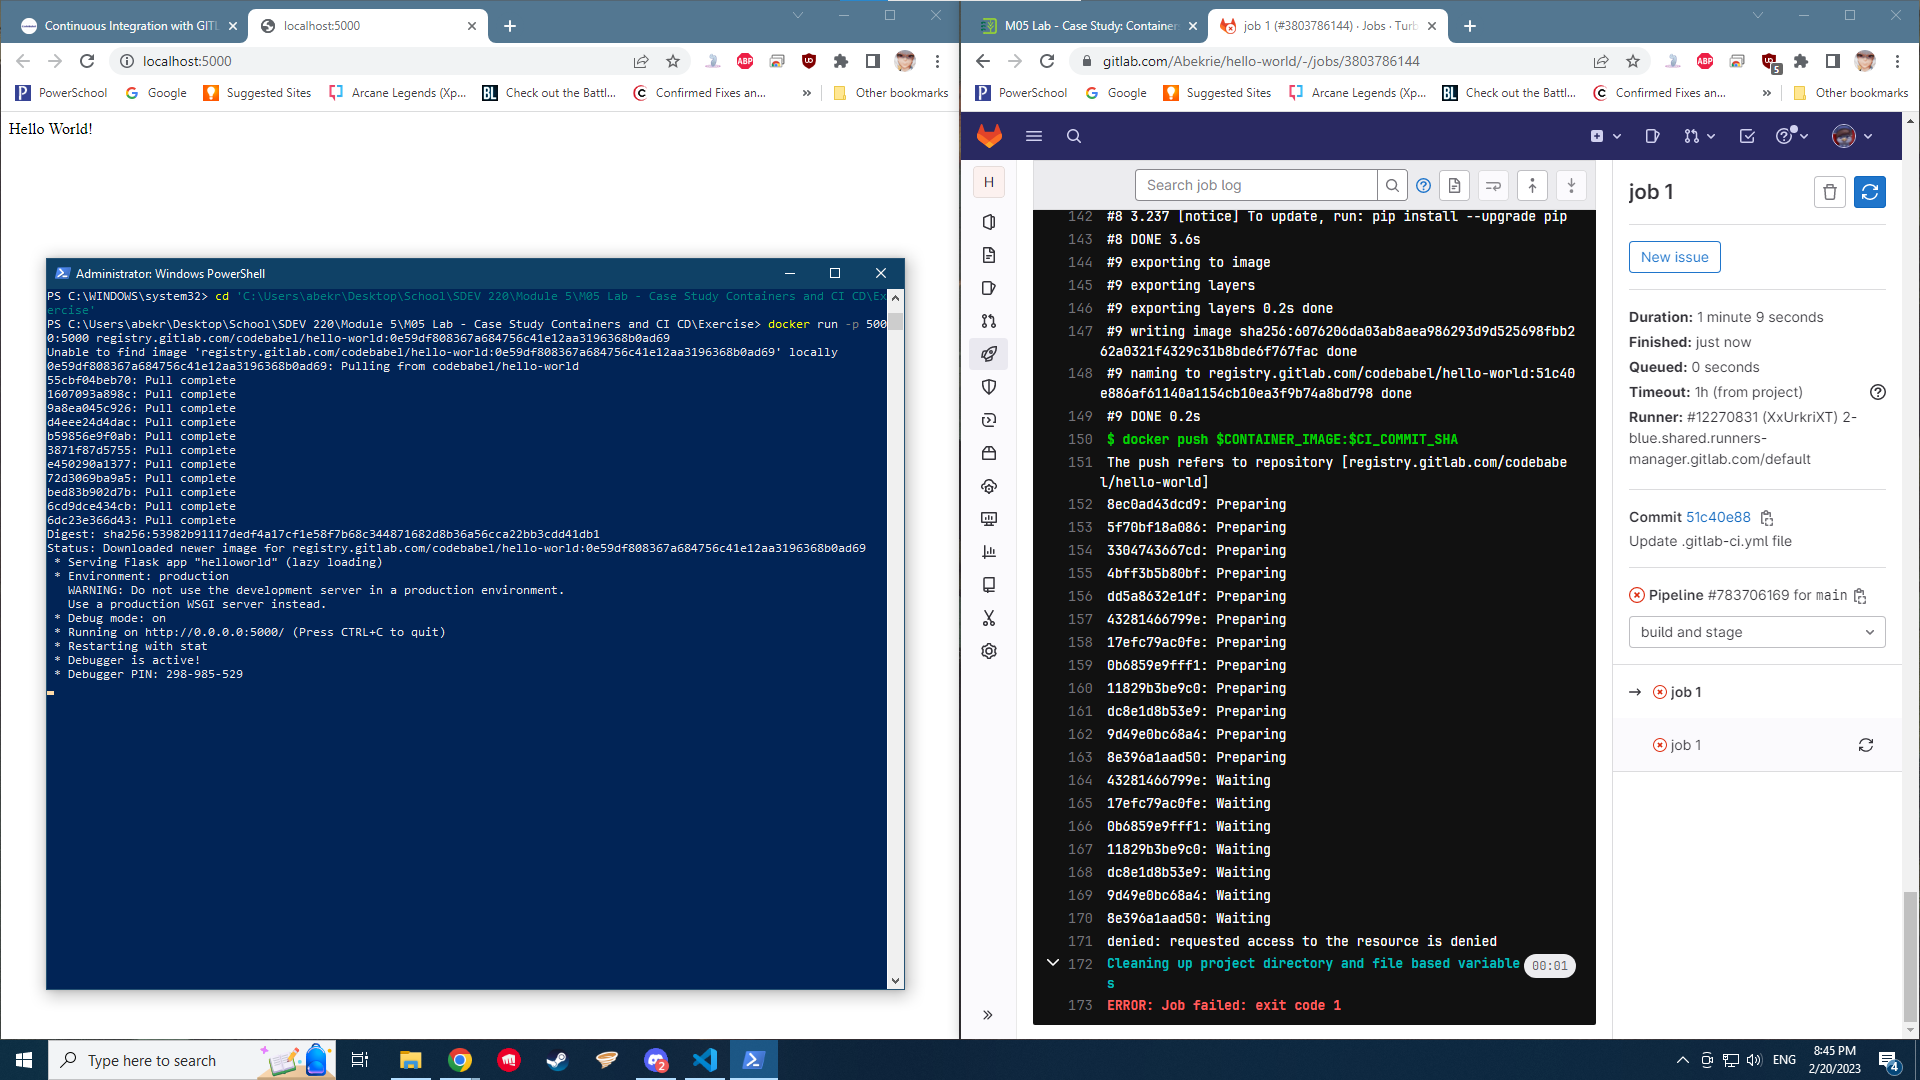 Continuous Integration with GITL
localhost:5000
localhost:5000
ABP
PowerSchool
Google
Suggested Sites
Arcane Legends (Xp...
BL
Check out the Battl...
Confirmed Fixes an...
»
Other bookmarks
Hello World!
Administrator: Windows PowerShell
PS C:\WINDOWS\system32> cd 'C:\Users\abekr\Desktop\School\SDEV 220\Module 5\M05 Lab - Case Study Containers and CI CD\Ex
ercise'
PS C:\Users\abekr\Desktop\School\SDEV 220\Module 5\M05 Lab - Case Study Containers and CI CD\Exercise> docker run -p 500
0:5000 registry.gitlab.com/codebabel/hello-world:0e59df808367a684756c41e12aa3196368b0ad69
Unable to find image 'registry.gitlab.com/codebabel/hello-world:0e59df808367a684756c41e12aa3196368b0ad69' locally
0e59df808367a684756c41e12aa3196368b0ad69: Pulling from codebabel/hello-world
55cbf04beb70: Pull complete
1607093a898c: Pull complete
9a8ea045c926: Pull complete
d4eee24d4dac: Pull complete
b59856e9f0ab: Pull complete
3871f87d5755: Pull complete
e450290a1377: Pull complete
72d3069ba9a5: Pull complete
bed83b902d7b: Pull complete
6cd9dce434cb: Pull complete
6dc23e366d43: Pull complete
Digest: sha256:53982b91117dedf4a17cf1e58f7b68c344871682d8b36a56cca22bb3cdd41db1
Status: Downloaded newer image for registry.gitlab.com/codebabel/hello-world:0e59df808367a684756c41e12aa3196368b0ad69
* Serving Flask app "helloworld" (lazy loading)
* Environment: production
WARNING: Do not use the development server in a production environment.
Use a production WSGI server instead.
* Debug mode: on
* Running on http://0.0.0.0:5000/ (Press CTRL+C to quit)
* Restarting with stat
* Debugger is active!
* Debugger PIN: 298-985-529
M05 Lab - Case Study: Container
job 1 (#3803786144) · Jobs · Turb
gitlab.com/Abekrie/hello-world/-/jobs/3803786144
ABP
5
PowerSchool
Google
Suggested Sites
Arcane Legends (Xp...
BL
Check out the Battl...
Confirmed Fixes an...
»
Other bookmarks
H
Search job log
142 #8 3.237 [notice] To update, run: pip install --upgrade pip
143 #8 DONE 3.6s
144 #9 exporting to image
145 #9 exporting layers
146 #9 exporting layers 0.2s done
147 #9 writing image sha256:6076206da03ab8aea986293d9d525698fbb2
62a0321f4329c31b8bde6f767fac done
148 #9 naming to registry.gitlab.com/codebabel/hello-world:51c40
e886af61140a1154cb10ea3f9b74a8bd798 done
149 #9 DONE 0.2s
150 $ docker push $CONTAINER_IMAGE:$CI_COMMIT_SHA
151 The push refers to repository [registry.gitlab.com/codebabe
l/hello-world]
152 8ec0ad43dcd9: Preparing
153 5f70bf18a086: Preparing
154 3304743667cd: Preparing
155 4bff3b5b80bf: Preparing
156 dd5a8632e1df: Preparing
157 43281466799e: Preparing
158 17efc79ac0fe: Preparing
159 0b6859e9fff1: Preparing
160 11829b3be9c0: Preparing
161 dc8e1d8b53e9: Preparing
162 9d49e0bc68a4: Preparing
163 8e396a1aad50: Preparing
164 43281466799e: Waiting
165 17efc79ac0fe: Waiting
166 0b6859e9fff1: Waiting
167 11829b3be9c0: Waiting
168 dc8e1d8b53e9: Waiting
169 9d49e0bc68a4: Waiting
170 8e396a1aad50: Waiting
171 denied: requested access to the resource is denied
172 Cleaning up project directory and file based variable 00:01
s
173 ERROR: Job failed: exit code 1
job 1
New issue
Duration: 1 minute 9 seconds
Finished: just now
Queued: 0 seconds
Timeout: 1h (from project)
Runner: #12270831 (XxUrkriXT) 2-
blue.shared.runners-
manager.gitlab.com/default
Commit 51c40e88
Update .gitlab-ci.yml file
Pipeline #783706169 for main
build and stage
→ job 1
job 1
Type here to search
2
ENG
8:45 PM
2/20/2023
4